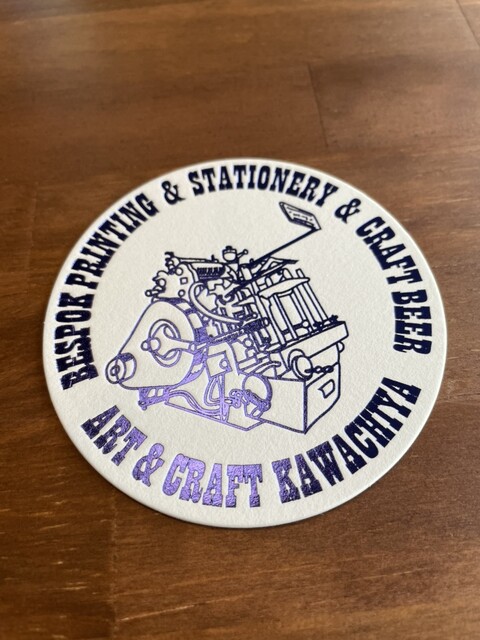 BESPOK PRINTING & STATIONERY & CRAFT BEER
ART & CRAFT KAWACHIYA